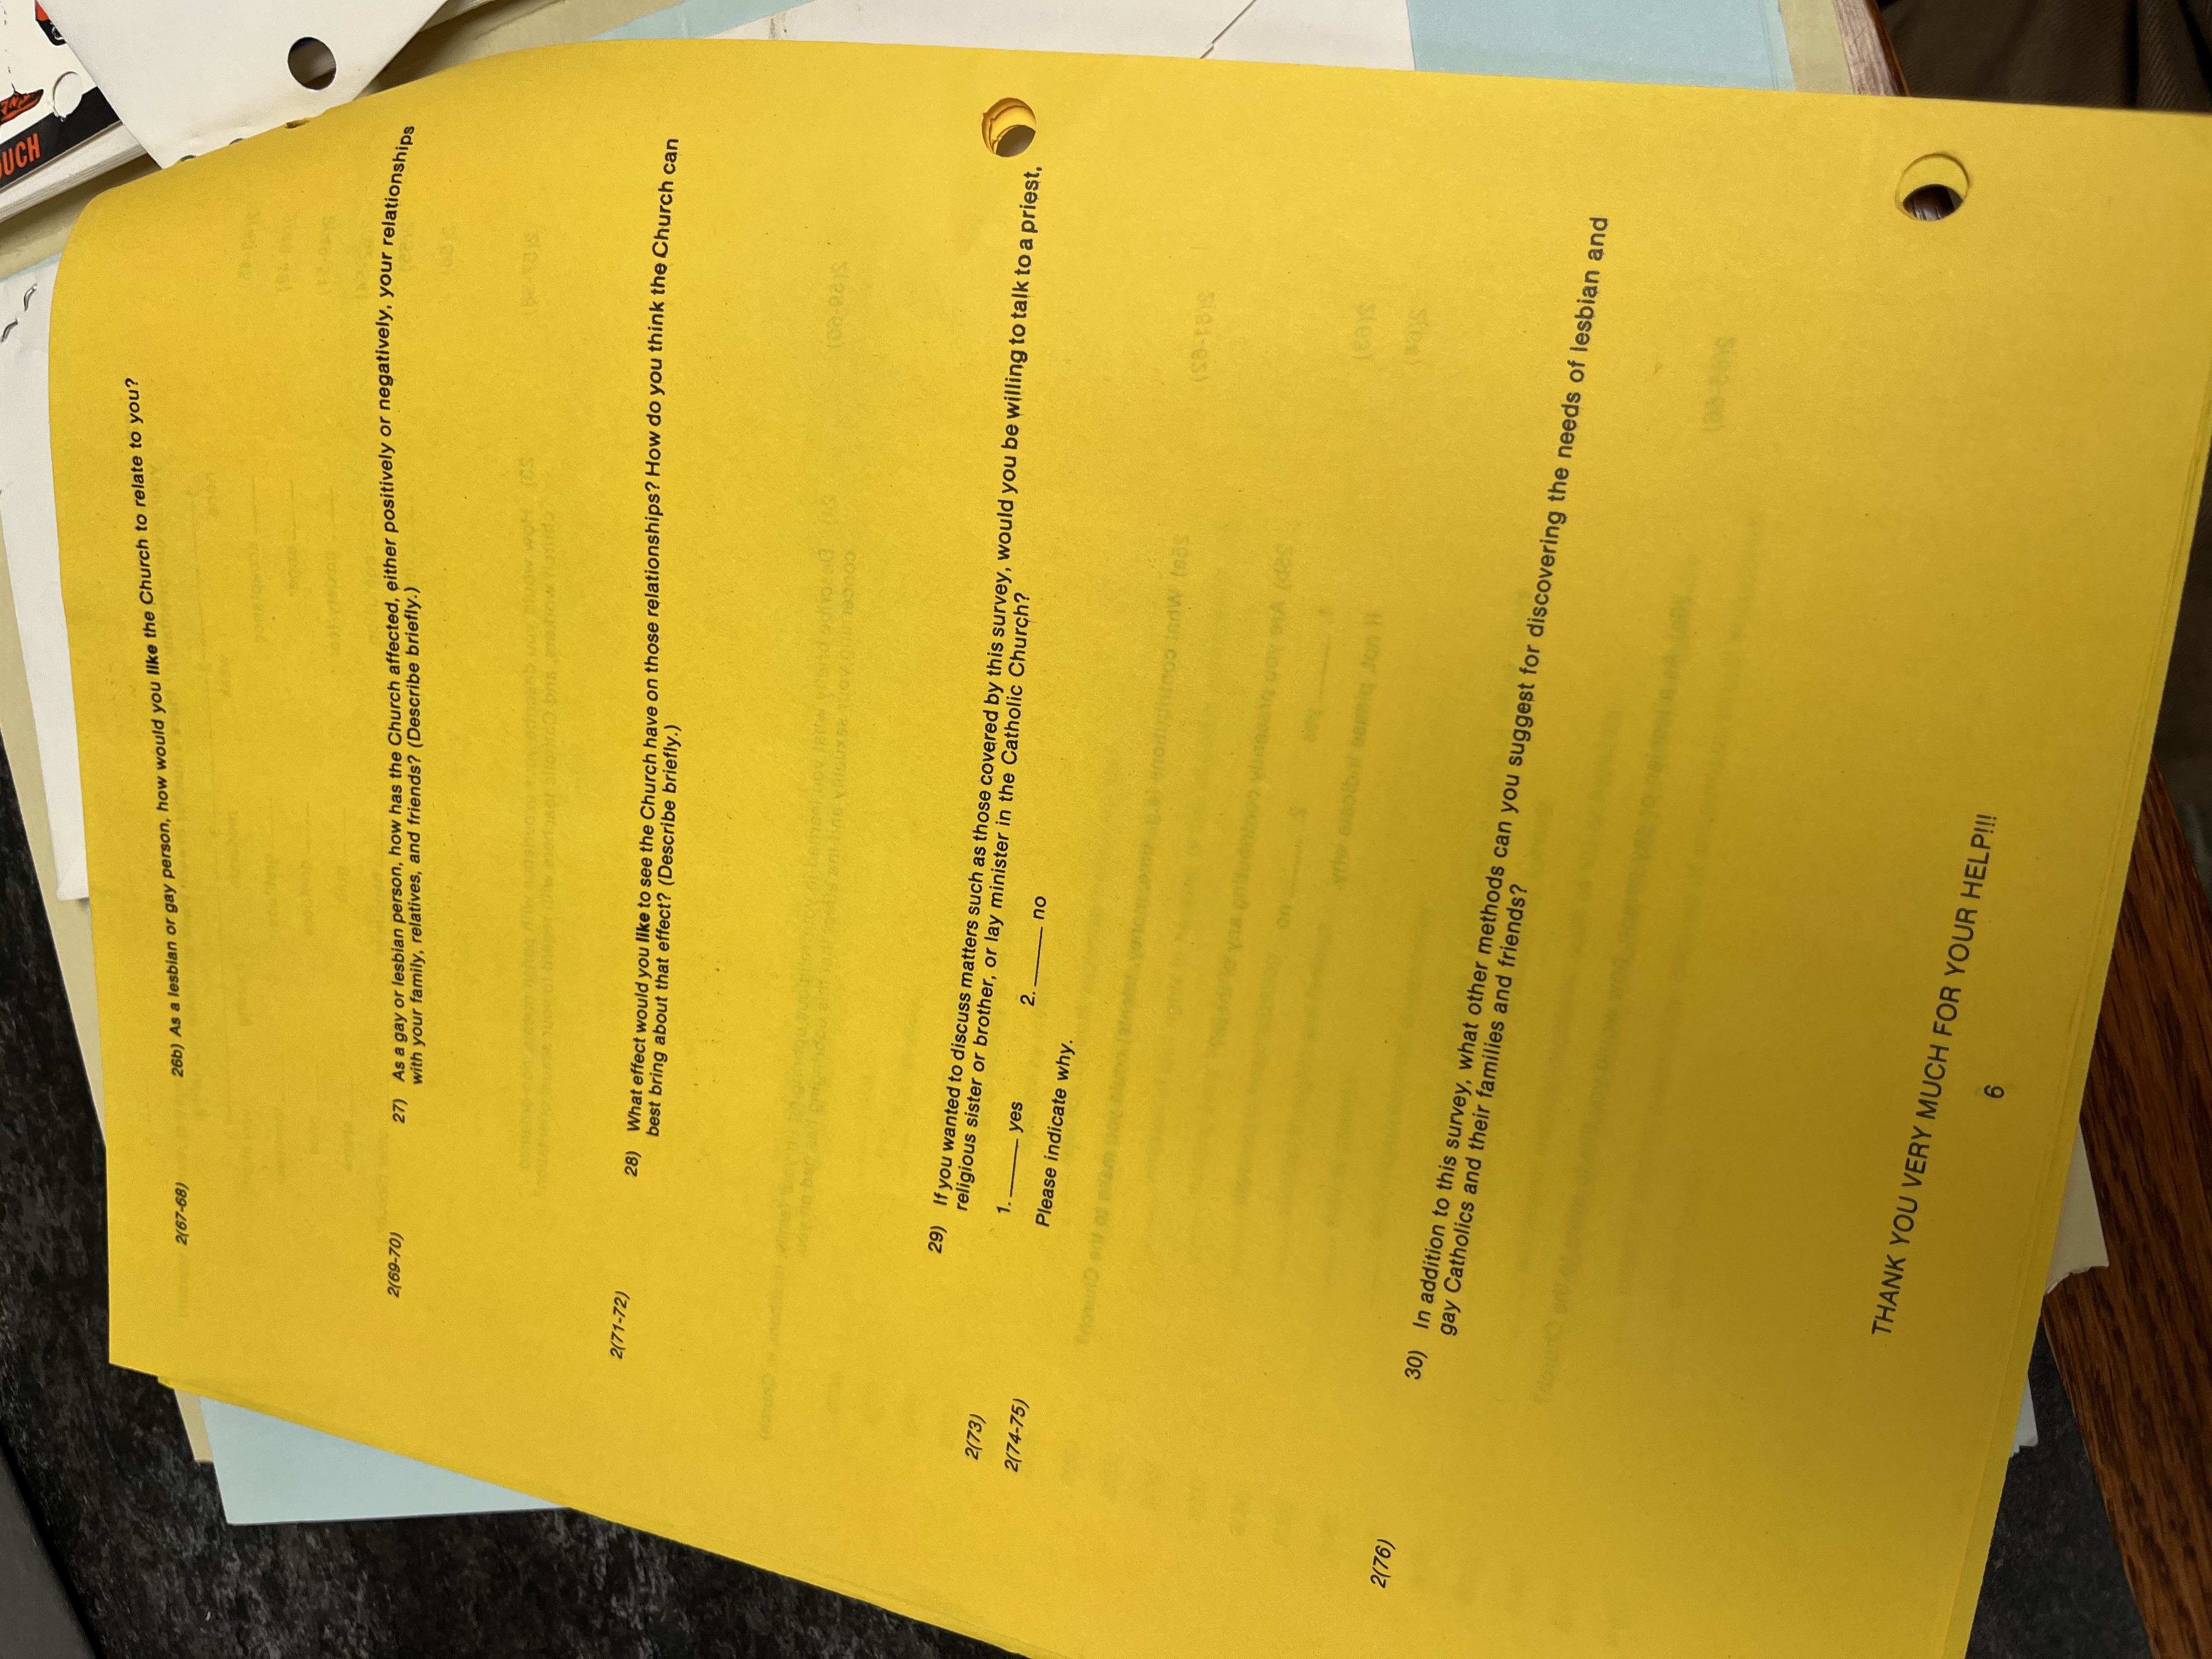 OUCH
2(67-68) 26b) As a lesbian or gay person, how would you like the Church to relate to you?
2(69-70) 27) As a gay or lesbian person, how has the Church affected, either positively or negatively, your relationships
with your family, relatives, and friends? (Describe briefly.)
2(71-72) 28) What effect would you like to see the Church have on those relationships? How do you think the Church can
best bring about that effect? (Describe briefly.)
29) If you wanted to discuss matters such as those covered by this survey, would you be willing to talk to a priest,
2(73) religious sister or brother, or lay minister in the Catholic Church?
2(74-75) 1. _____ yes 2. _____ no
Please indicate why.
2(76) 30) In addition to this survey, what other methods can you suggest for discovering the needs of lesbian and
gay Catholics and their families and friends?
THANK YOU VERY MUCH FOR YOUR HELP!!!
6